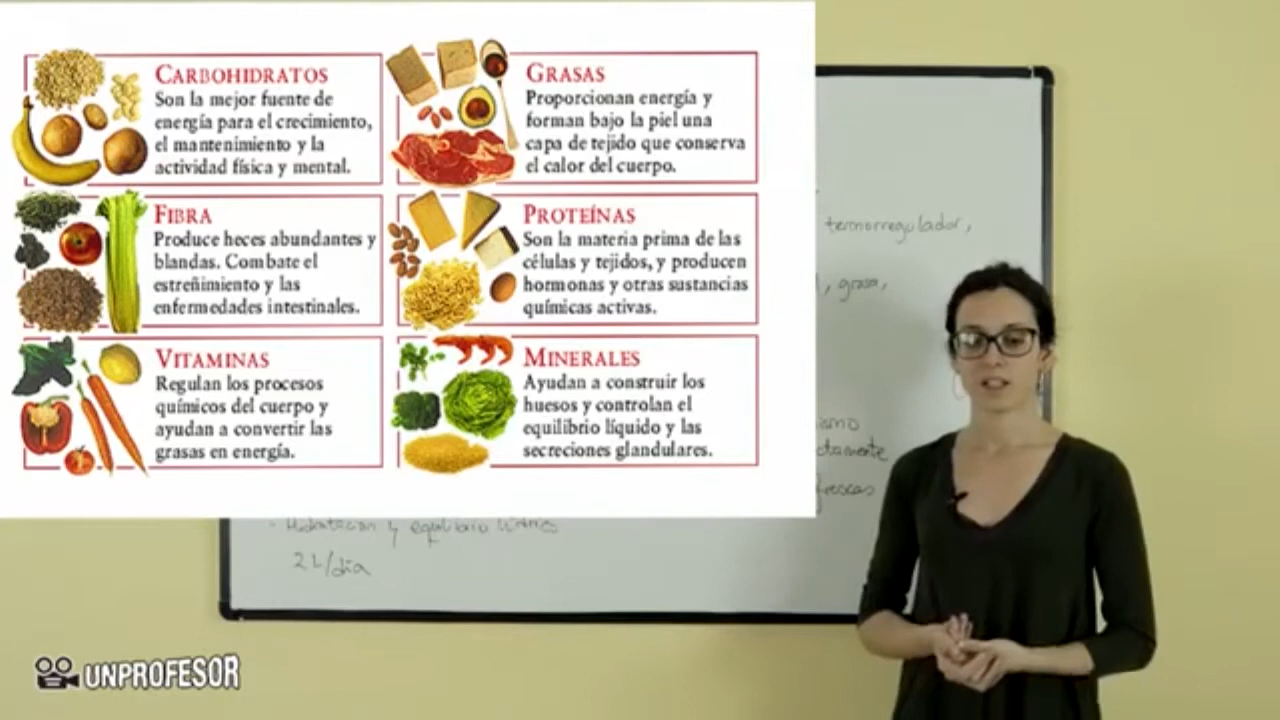 CARBOHIDRATOS
Son la mejor fuente de
energía para el crecimiento,
el mantenimiento y la
actividad física y mental.
GRASAS
Proporcionan energía y
forman bajo la piel una
capa de tejido que conserva
el calor del cuerpo.
FIBRA
Produce heces abundantes y
blandas. Combate el
estreñimiento y las
enfermedades intestinales.
PROTEÍNAS
Son la materia prima de las
células y tejidos, y producen
hormonas y otras sustancias
químicas activas.
VITAMINAS
Regulan los procesos
químicos del cuerpo y
ayudan a convertir las
grasas en energía.
MINERALES
Ayudan a construir los
huesos y controlan el
equilibrio líquido y las
secreciones glandulares.
termorregulador,
, grasa,
frescas
- Hidratación y equilibrio hídrico
2L/día
UNPROFESOR